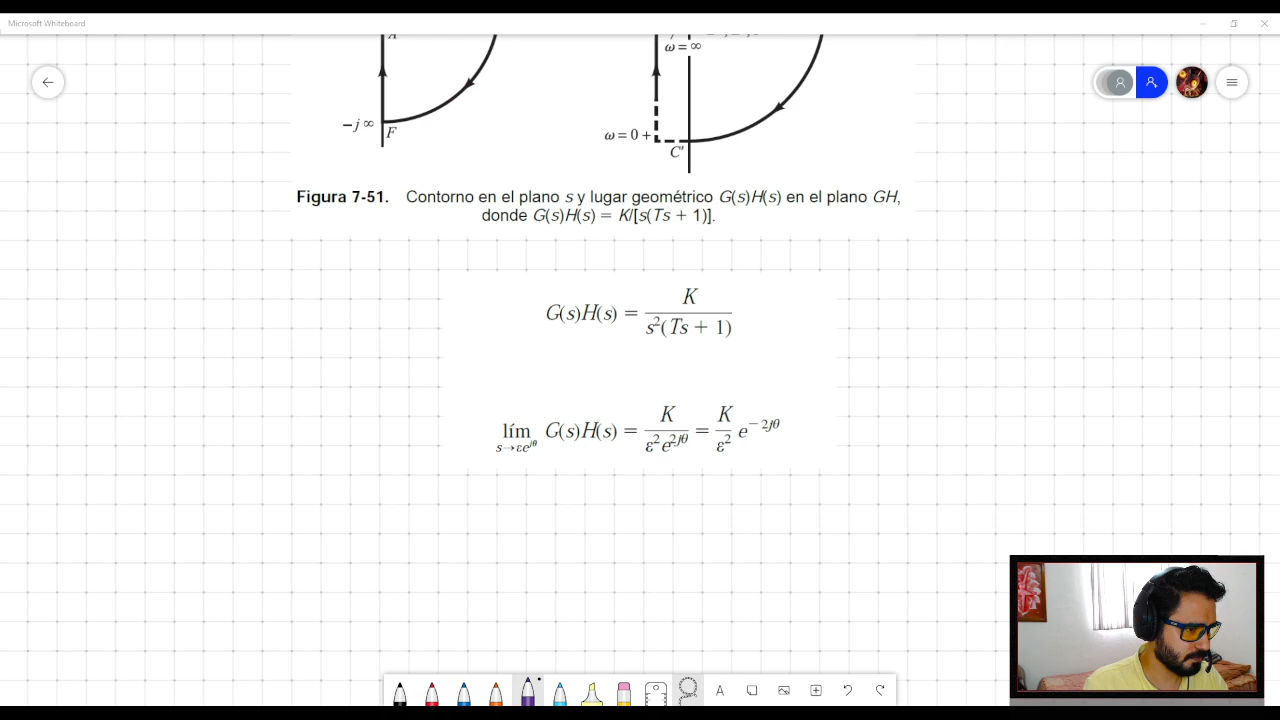 Microsoft Whiteboard
ω = ∞
−j∞
F
ω = 0 +
C'
Figura 7-51. Contorno en el plano s y lugar geométrico G(s)H(s) en el plano GH,
donde G(s)H(s) = K/[s(Ts + 1)].
G(s)H(s) = K / s²(Ts + 1)
lím s→εe^jθ G(s)H(s) = K / ε²e^2jθ = K / ε² e^−2jθ
A